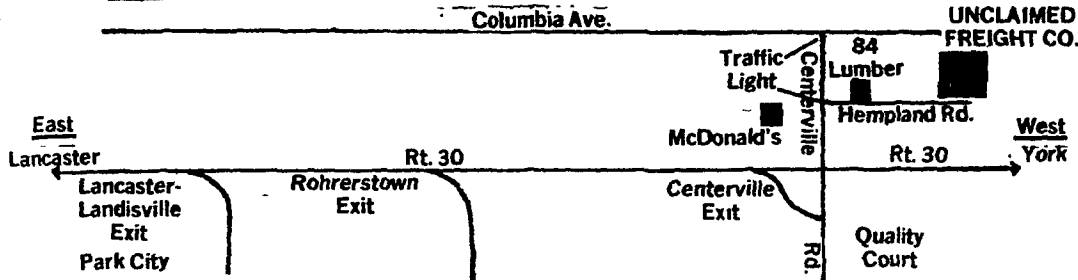 Columbia Ave.
UNCLAIMED
FREIGHT CO.
Traffic
Light
Centerville
84
Lumber
Hempland Rd.
McDonald's
East
Lancaster
Rt. 30
Rt. 30
West
York
Lancaster-
Landisville
Exit
Park City
Rohrerstown
Exit
Centerville
Exit
Rd.
Quality
Court